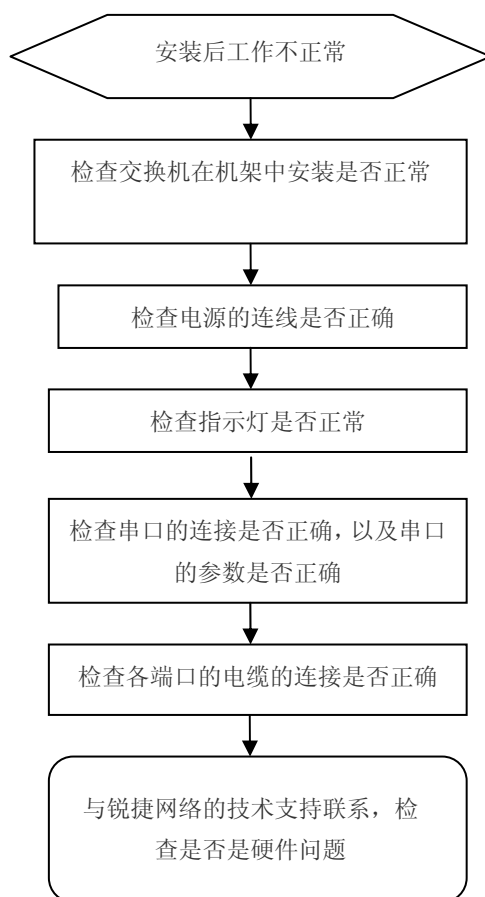 安装后工作不正常
检查交换机在机架中安装是否正常
检查电源的连线是否正确
检查指示灯是否正常
检查串口的连接是否正确，以及串口
的参数是否正确
检查各端口的电缆的连接是否正确
与锐捷网络的技术支持联系，检
查是否是硬件问题